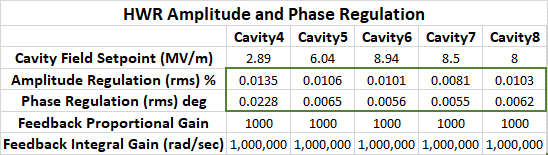 HWR Amplitude and Phase Regulation
Cavity4 Cavity5 Cavity6 Cavity7 Cavity8
Cavity Field Setpoint (MV/m) 2.89 6.04 8.94 8.5 8
Amplitude Regulation (rms) % 0.0135 0.0106 0.0101 0.0081 0.0103
Phase Regulation (rms) deg 0.0228 0.0065 0.0056 0.0055 0.0062
Feedback Proportional Gain 1000 1000 1000 1000 1000
Feedback Integral Gain (rad/sec) 1,000,000 1,000,000 1,000,000 1,000,000 1,000,000